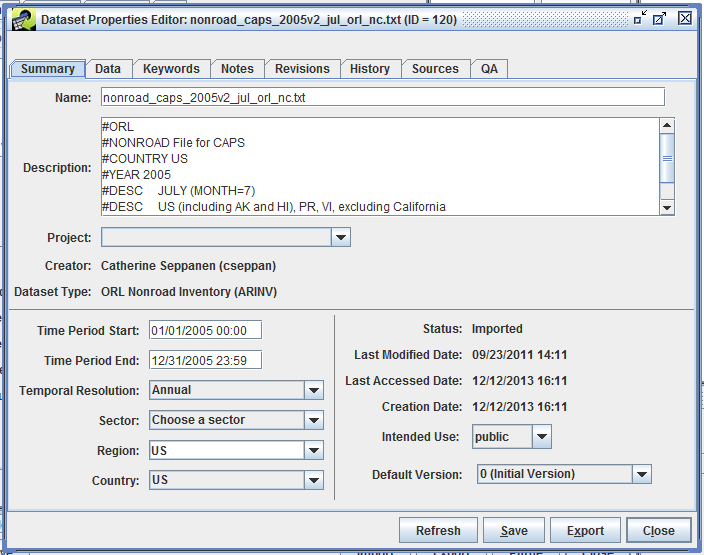 Dataset Properties Editor: nonroad_caps_2005v2_jul_orl_nc.txt (ID = 120)
Summary Data Keywords Notes Revisions History Sources QA
Name: nonroad_caps_2005v2_jul_orl_nc.txt
Description:
#ORL
#NONROAD File for CAPS
#COUNTRY US
#YEAR 2005
#DESC JULY (MONTH=7)
#DESC US (including AK and HI), PR, VI, excluding California
Project:
Creator: Catherine Seppanen (cseppan)
Dataset Type: ORL Nonroad Inventory (ARINV)
Time Period Start: 01/01/2005 00:00
Time Period End: 12/31/2005 23:59
Temporal Resolution: Annual
Sector: Choose a sector
Region: US
Country: US
Status: Imported
Last Modified Date: 09/23/2011 14:11
Last Accessed Date: 12/12/2013 16:11
Creation Date: 12/12/2013 16:11
Intended Use: public
Default Version: 0 (Initial Version)
Refresh Save Export Close